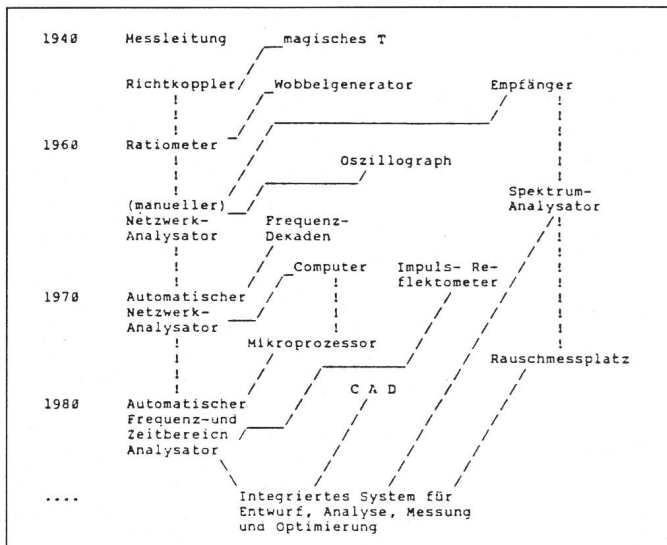 1940 Messleitung magisches T
Richtkoppler Wobbelgenerator Empfänger
1960 Ratiometer
Oszillograph
(manueller) Spektrum-
Netzwerk- Frequenz- Analysator
Analysator Dekaden
Computer Impuls- Re-
1970 Automatischer flektometer
Netzwerk-
Analysator
Mikroprozessor Rauschmessplatz
C A D
1980 Automatischer
Frequenz-und
Zeitbereich
Analysator
.... Integriertes System für
Entwurf, Analyse, Messung
und Optimierung